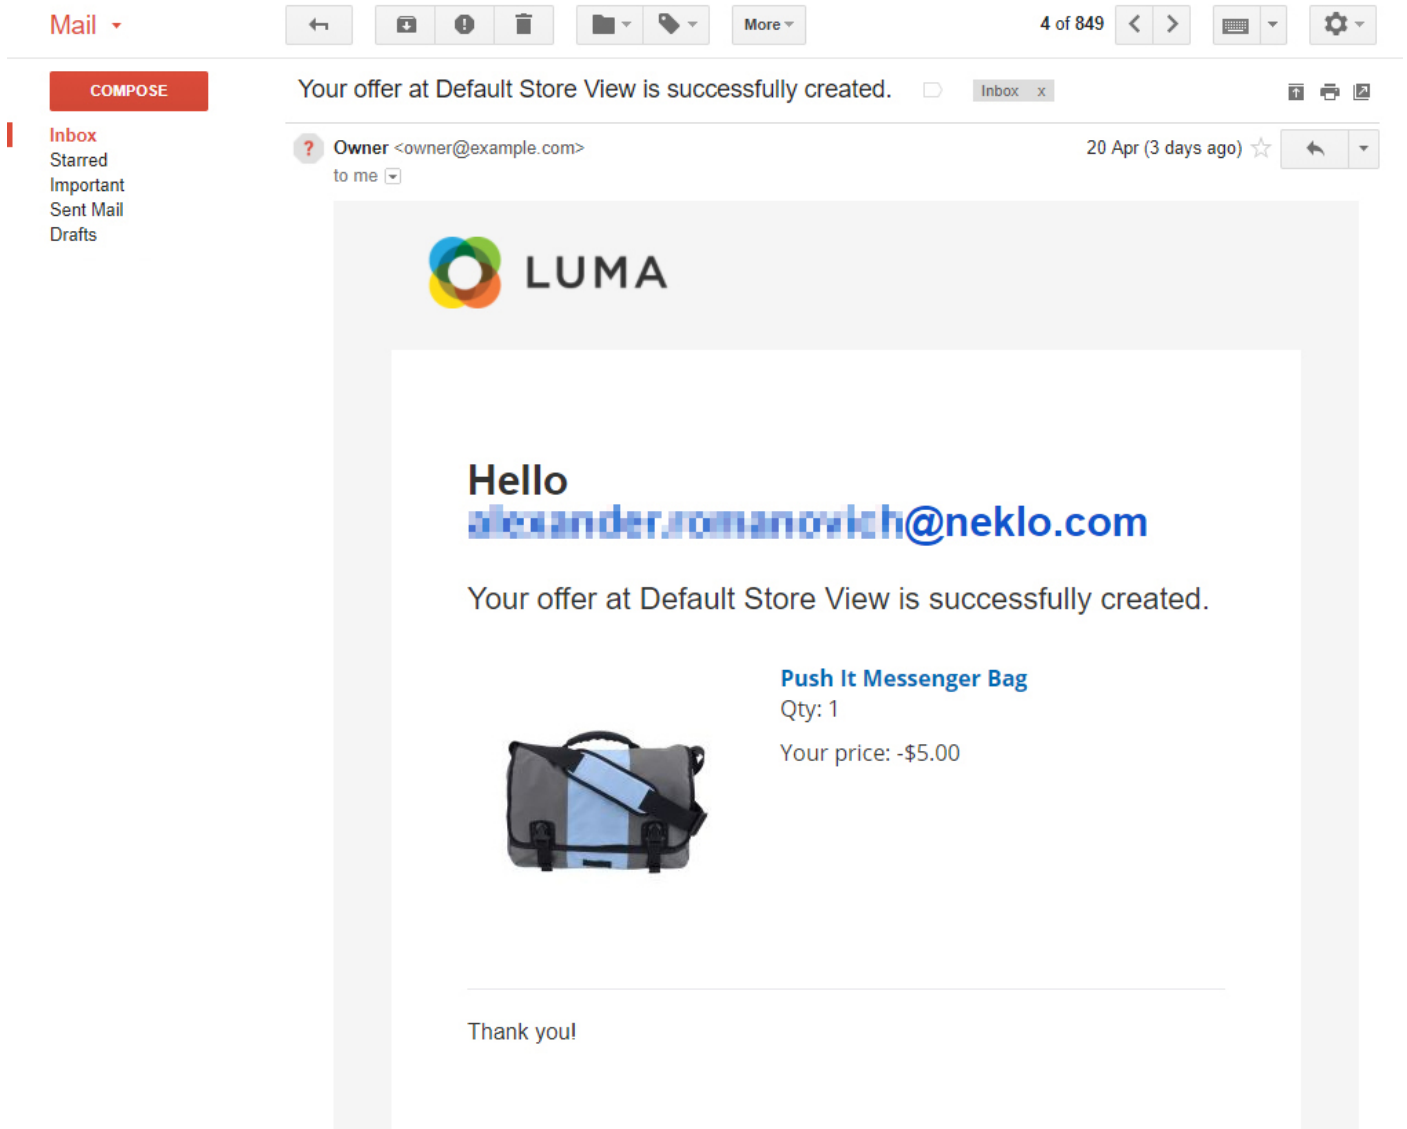 Mail
More
4 of 849
COMPOSE
Your offer at Default Store View is successfully created.
Inbox x
Inbox
Starred
Important
Sent Mail
Drafts
?
Owner <owner@example.com>
20 Apr (3 days ago)
to me
LUMA
Hello
@neklo.com
Your offer at Default Store View is successfully created.
Push It Messenger Bag
Qty: 1
Your price: -$5.00
Thank you!